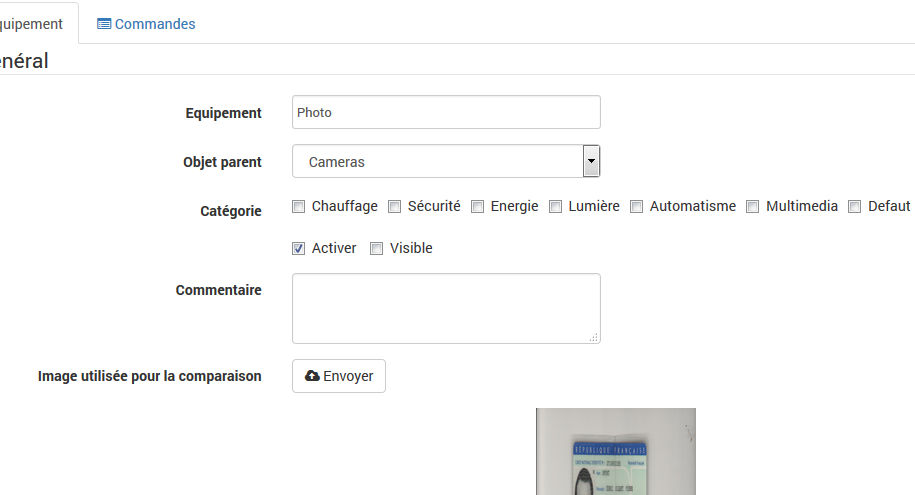 quipement Commandes
énéral
Equipement Photo
Objet parent Cameras
Catégorie Chauffage Sécurité Energie Lumière Automatisme Multimedia Defaut
Activer Visible
Commentaire
Image utilisée pour la comparaison Envoyer
RÉPUBLIQUE FRANÇAISE